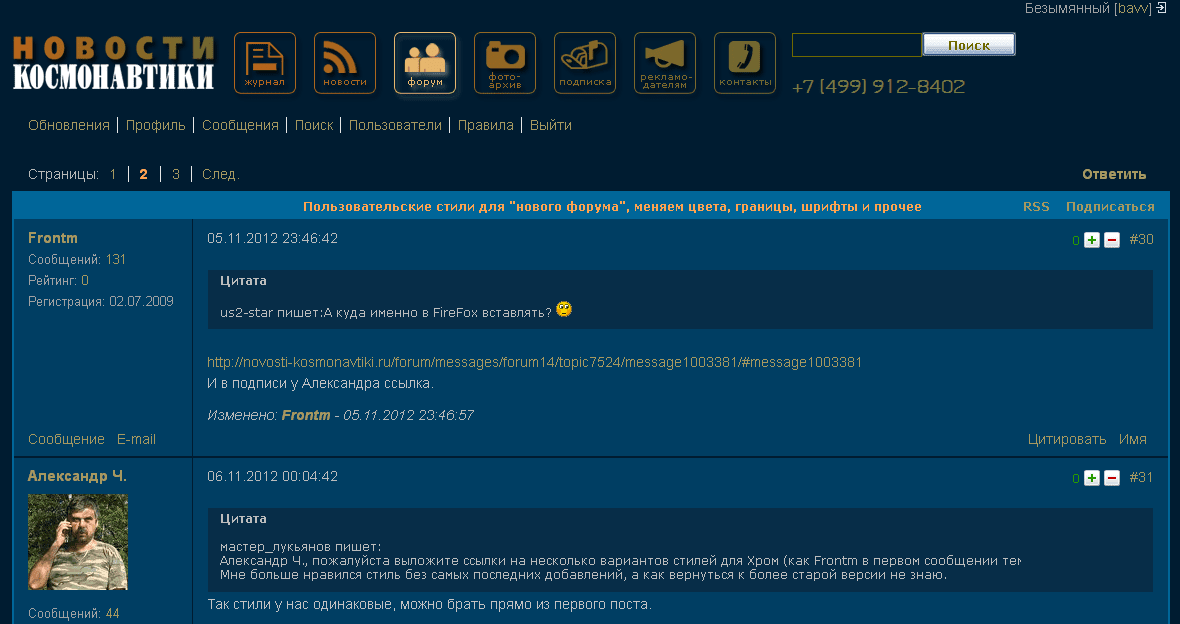 Безымянный [bavv]
НОВОСТИ
КОСМОНАВТИКИ
журнал
новости
форум
фото-
архив
подписка
рекламо-
дателям
контакты
Поиск
+7 (499) 912-8402
Обновления | Профиль | Сообщения | Поиск | Пользователи | Правила | Выйти
Страницы: 1 | 2 | 3 | След. Ответить
Пользовательские стили для "нового форума", меняем цвета, границы, шрифты и прочее RSS Подписаться
Frontm
Сообщений: 131
Рейтинг: 0
Регистрация: 02.07.2009
Сообщение E-mail
05.11.2012 23:46:42 0 + − #30
Цитата
us2-star пишет:А куда именно в FireFox вставлять?
http://novosti-kosmonavtiki.ru/forum/messages/forum14/topic7524/message1003381/#message1003381
И в подписи у Александра ссылка.
Изменено: Frontm - 05.11.2012 23:46:57
Цитировать Имя
Александр Ч.
Сообщений: 44
06.11.2012 00:04:42 0 + − #31
Цитата
мастер_лукьянов пишет:
Александр Ч., пожалуйста выложите ссылки на несколько вариантов стилей для Хром (как Frontm в первом сообщении тем
Мне больше нравился стиль без самых последних добавлений, а как вернуться к более старой версии не знаю.
Так стили у нас одинаковые, можно брать прямо из первого поста.